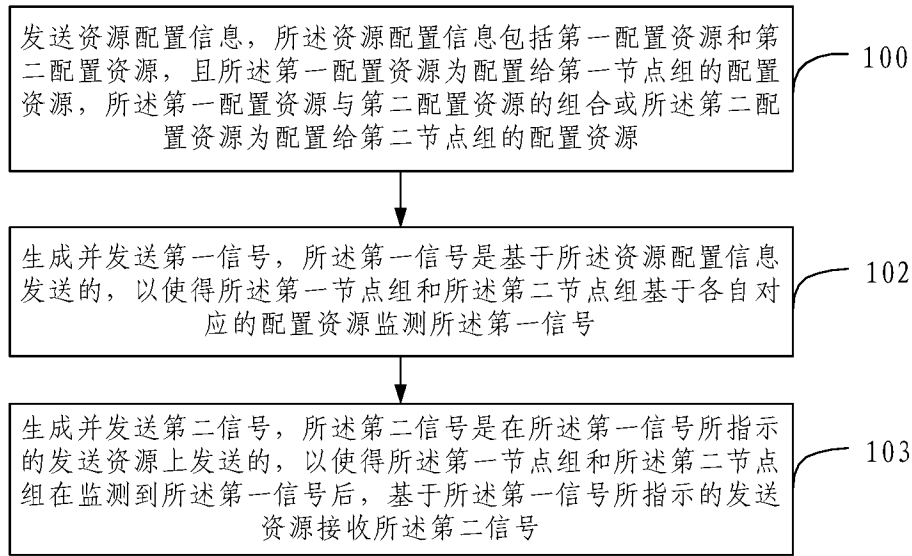 发送资源配置信息，所述资源配置信息包括第一配置资源和第
二配置资源，且所述第一配置资源为配置给第一节点组的配置
资源，所述第一配置资源与第二配置资源的组合或所述第二配
置资源为配置给第二节点组的配置资源
100
生成并发送第一信号，所述第一信号是基于所述资源配置信息
发送的，以使得所述第一节点组和所述第二节点组基于各自对
应的配置资源监测所述第一信号
102
生成并发送第二信号，所述第二信号是在所述第一信号所指示
的发送资源上发送的，以使得所述第一节点组和所述第二节点
组在监测到所述第一信号后，基于所述第一信号所指示的发送
资源接收所述第二信号
103